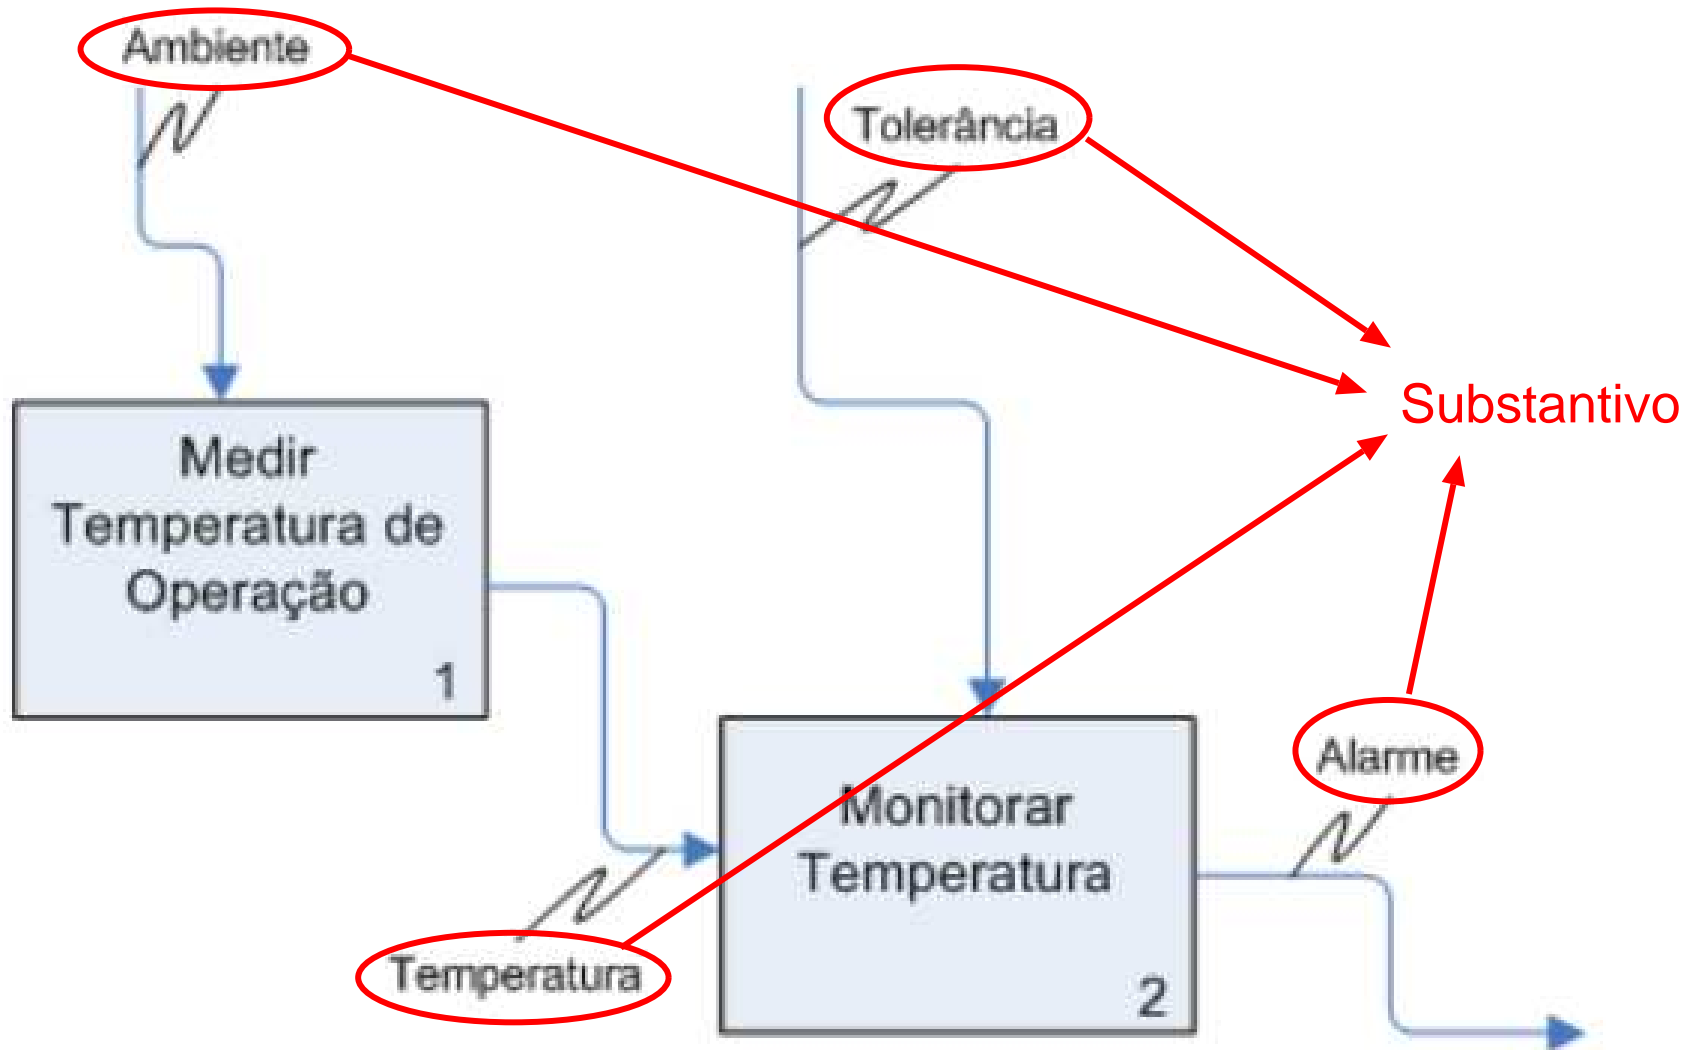 Ambiente
Tolerância
Substantivo
Medir
Temperatura de
Operação
1
Alarme
Monitorar
Temperatura
2
Temperatura